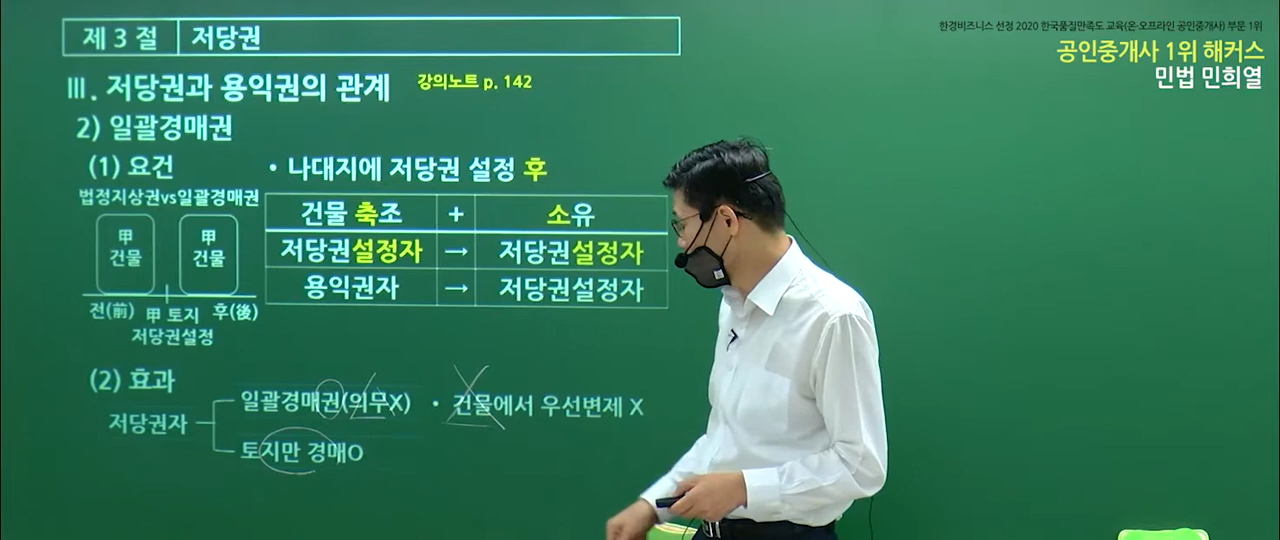 한경비즈니스 선정 2020 한국품질만족도 교육(온·오프라인 공인중개사) 부문 1위
공인중개사 1위 해커스
민법 민희열
제 3 절 저당권
Ⅲ. 저당권과 용익권의 관계 강의노트 p. 142
2) 일괄경매권
(1) 요건 • 나대지에 저당권 설정 후
법정지상권vs일괄경매권
甲 甲
건물 건물
전(前) 甲 토지 후(後)
저당권설정
건물 축조 + 소유
저당권설정자 → 저당권설정자
용익권자 → 저당권설정자
(2) 효과
저당권자
일괄경매권(의무X) • 건물에서 우선변제 X
토지만 경매O